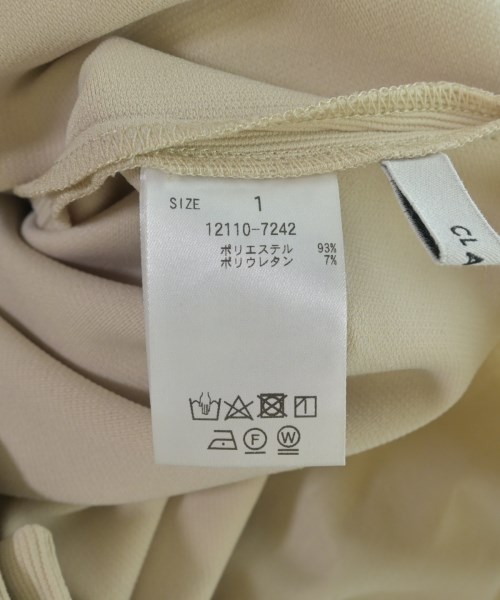 SIZE 1
12110-7242
ポリエステル 93%
ポリウレタン 7%
F W
CLA